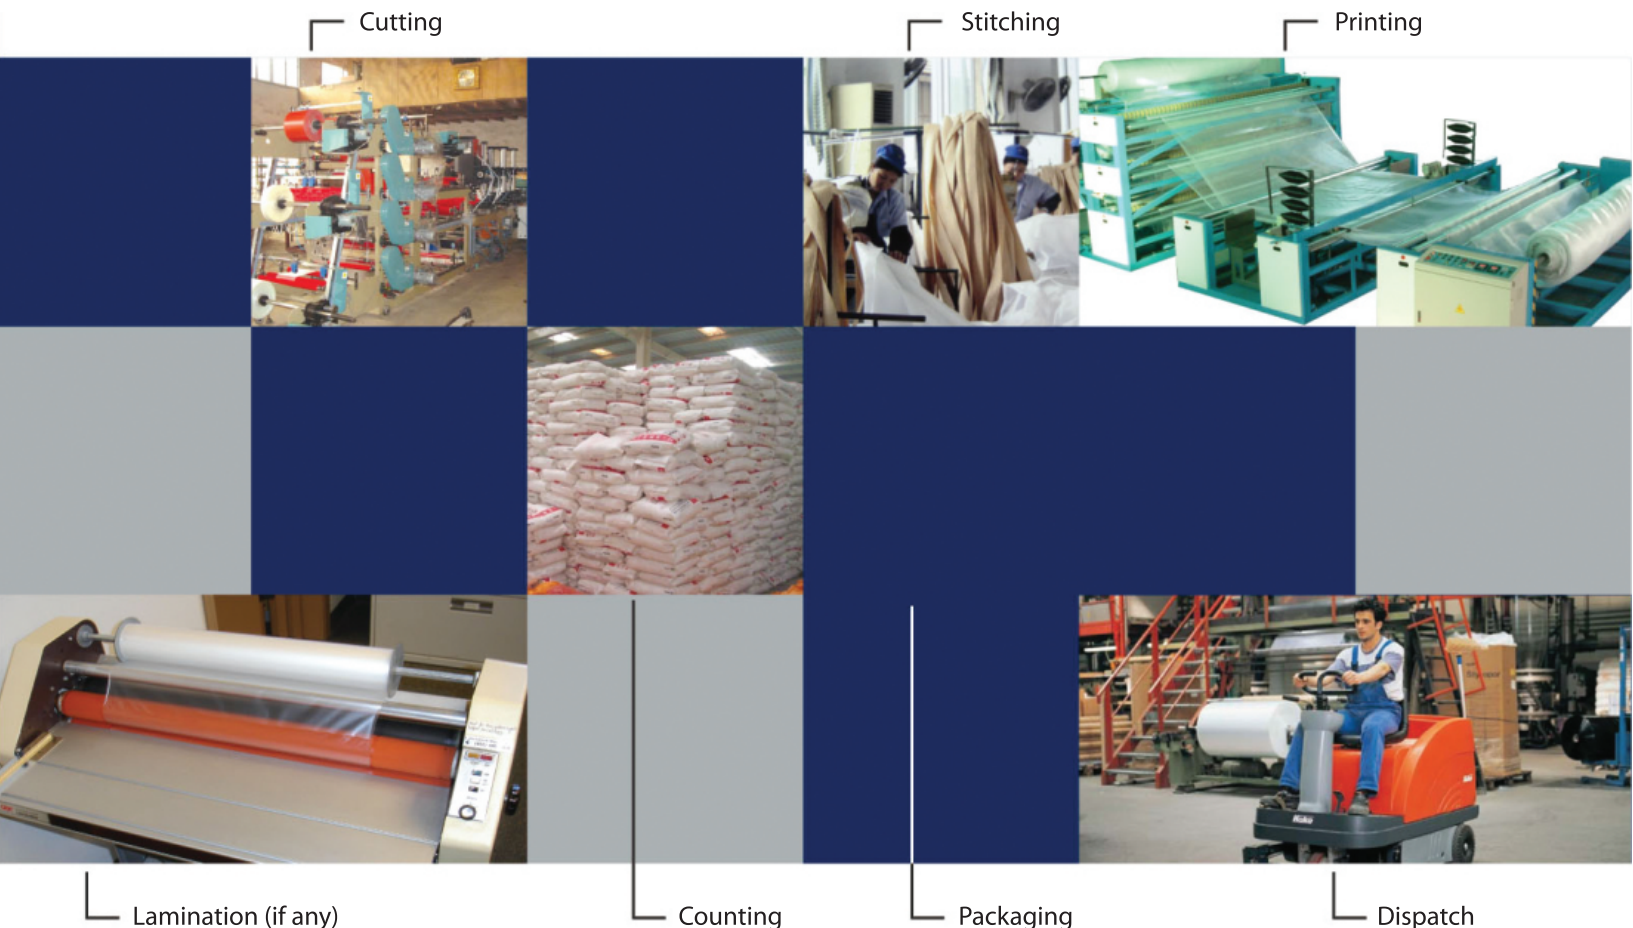 Cutting
Stitching
Printing
Lamination (if any)
Counting
Packaging
Dispatch